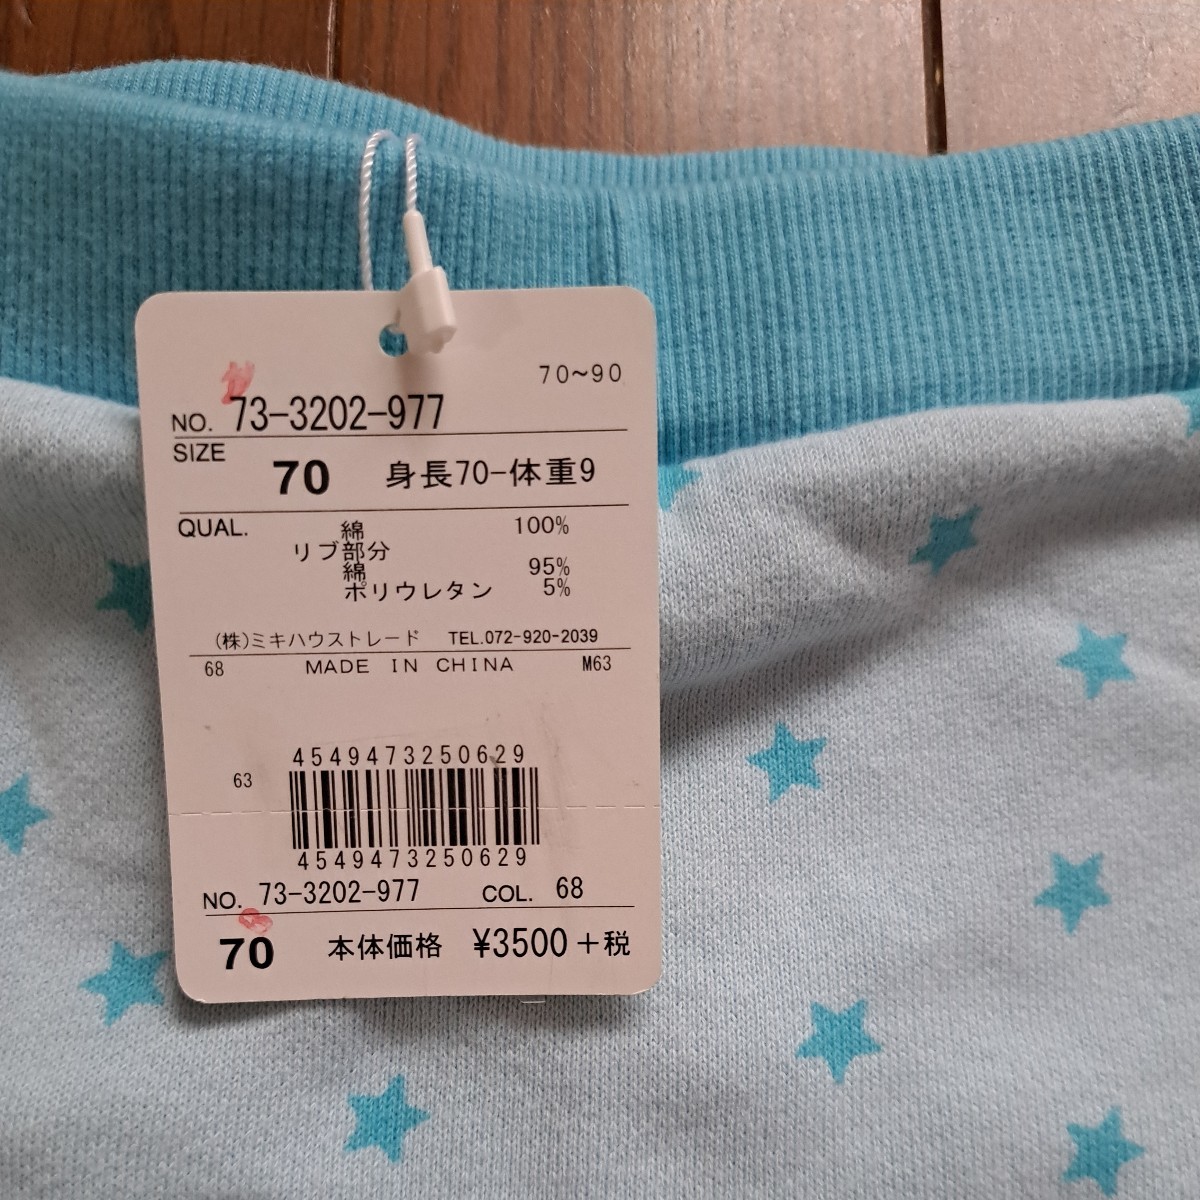 70~90
NO. 73-3202-977
SIZE 70 身長70-体重9
QUAL. 綿 100%
リブ部分
綿 95%
ポリウレタン 5%
(株)ミキハウストレード TEL.072-920-2039
68 MADE IN CHINA M63
4549473250629
63
4549473250629
NO. 73-3202-977 COL. 68
70 本体価格 ¥3500+税